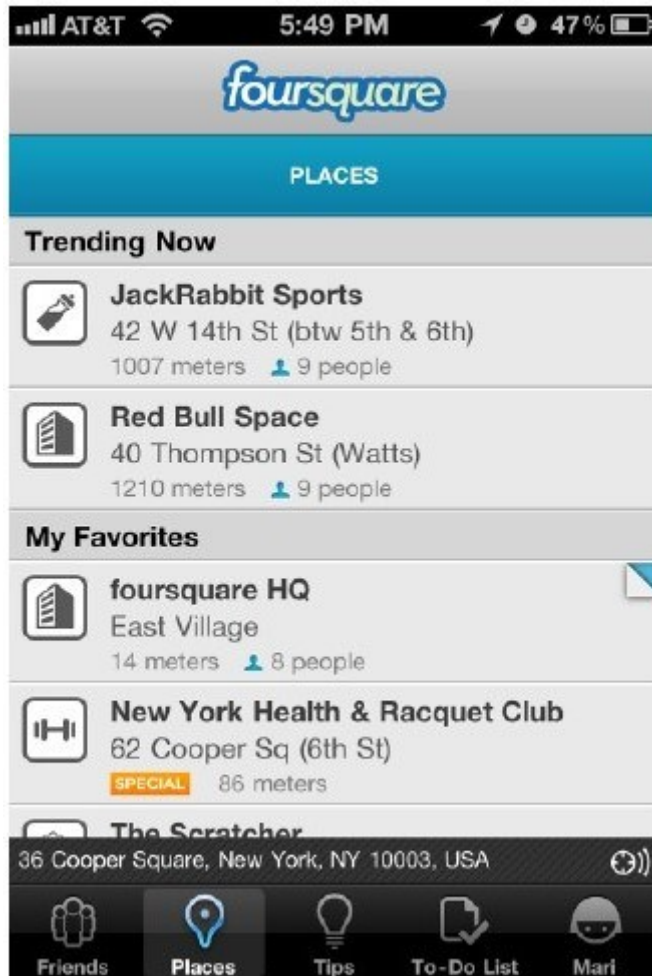 AT&T 5:49 PM 47%
foursquare
PLACES
Trending Now
JackRabbit Sports
42 W 14th St (btw 5th & 6th)
1007 meters 9 people
Red Bull Space
40 Thompson St (Watts)
1210 meters 9 people
My Favorites
foursquare HQ
East Village
14 meters 8 people
New York Health & Racquet Club
62 Cooper Sq (6th St)
SPECIAL 86 meters
The Scratcher
36 Cooper Square, New York, NY 10003, USA
Friends Places Tips To-Do List Mari